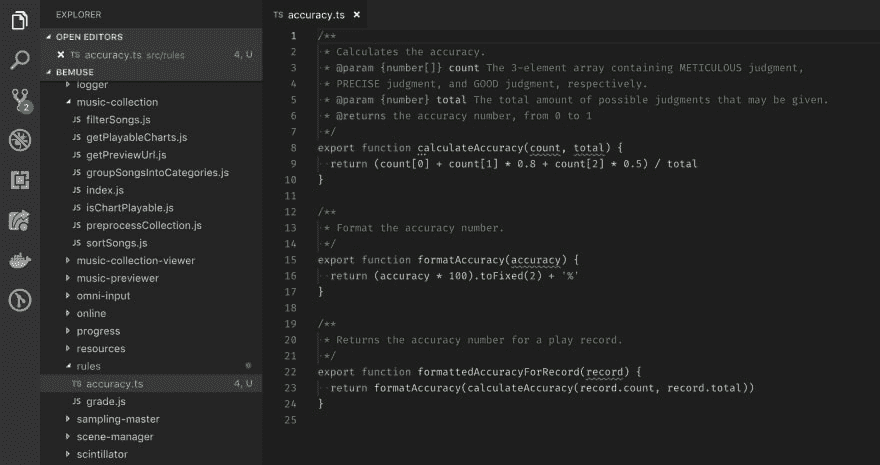 EXPLORER
OPEN EDITORS
TS accuracy.ts src/rules 4, U
BEMUSE
logger
music-collection
JS filterSongs.js
JS getPlayableCharts.js
JS getPreviewUrl.js
JS groupSongsIntoCategories.js
JS index.js
JS isChartPlayable.js
JS preprocessCollection.js
JS sortSongs.js
music-collection-viewer
music-previewer
omni-input
online
progress
resources
rules
TS accuracy.ts 4, U
JS grade.js
sampling-master
scene-manager
scintillator
2
TS accuracy.ts
1 /**
2 * Calculates the accuracy.
3 * @param {number[]} count The 3-element array containing METICULOUS judgment,
4 * PRECISE judgment, and GOOD judgment, respectively.
5 * @param {number} total The total amount of possible judgments that may be given.
6 * @returns the accuracy number, from 0 to 1
7 */
8 export function calculateAccuracy(count, total) {
9 return (count[0] + count[1] * 0.8 + count[2] * 0.5) / total
10 }
11
12 /**
13 * Format the accuracy number.
14 */
15 export function formatAccuracy(accuracy) {
16 return (accuracy * 100).toFixed(2) + '%'
17 }
18
19 /**
20 * Returns the accuracy number for a play record.
21 */
22 export function formattedAccuracyForRecord(record) {
23 return formatAccuracy(calculateAccuracy(record.count, record.total))
24 }
25